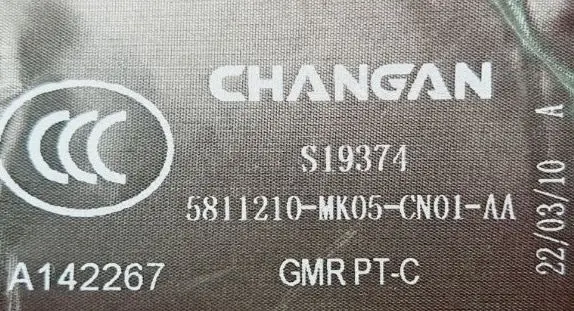 CHANGAN
CCC
S19374
5811210-MK05-CN01-AA
A142267 GMR PT-C
22/03/10 A